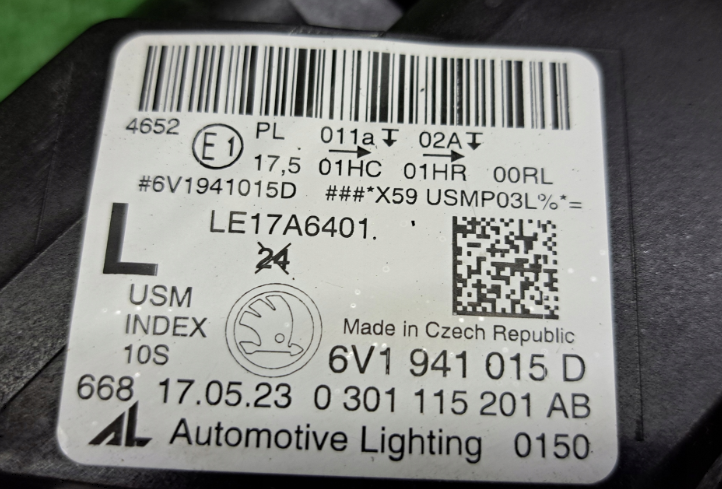 4652 E1 PL 011a 02A
17,5 01HC 01HR 00RL
#6V1941015D ###*X59 USMP03L%*=
L LE17A6401.
24
USM
INDEX
10S
Made in Czech Republic
6V1 941 015 D
668 17.05.23 0 301 115 201 AB
AL Automotive Lighting 0150